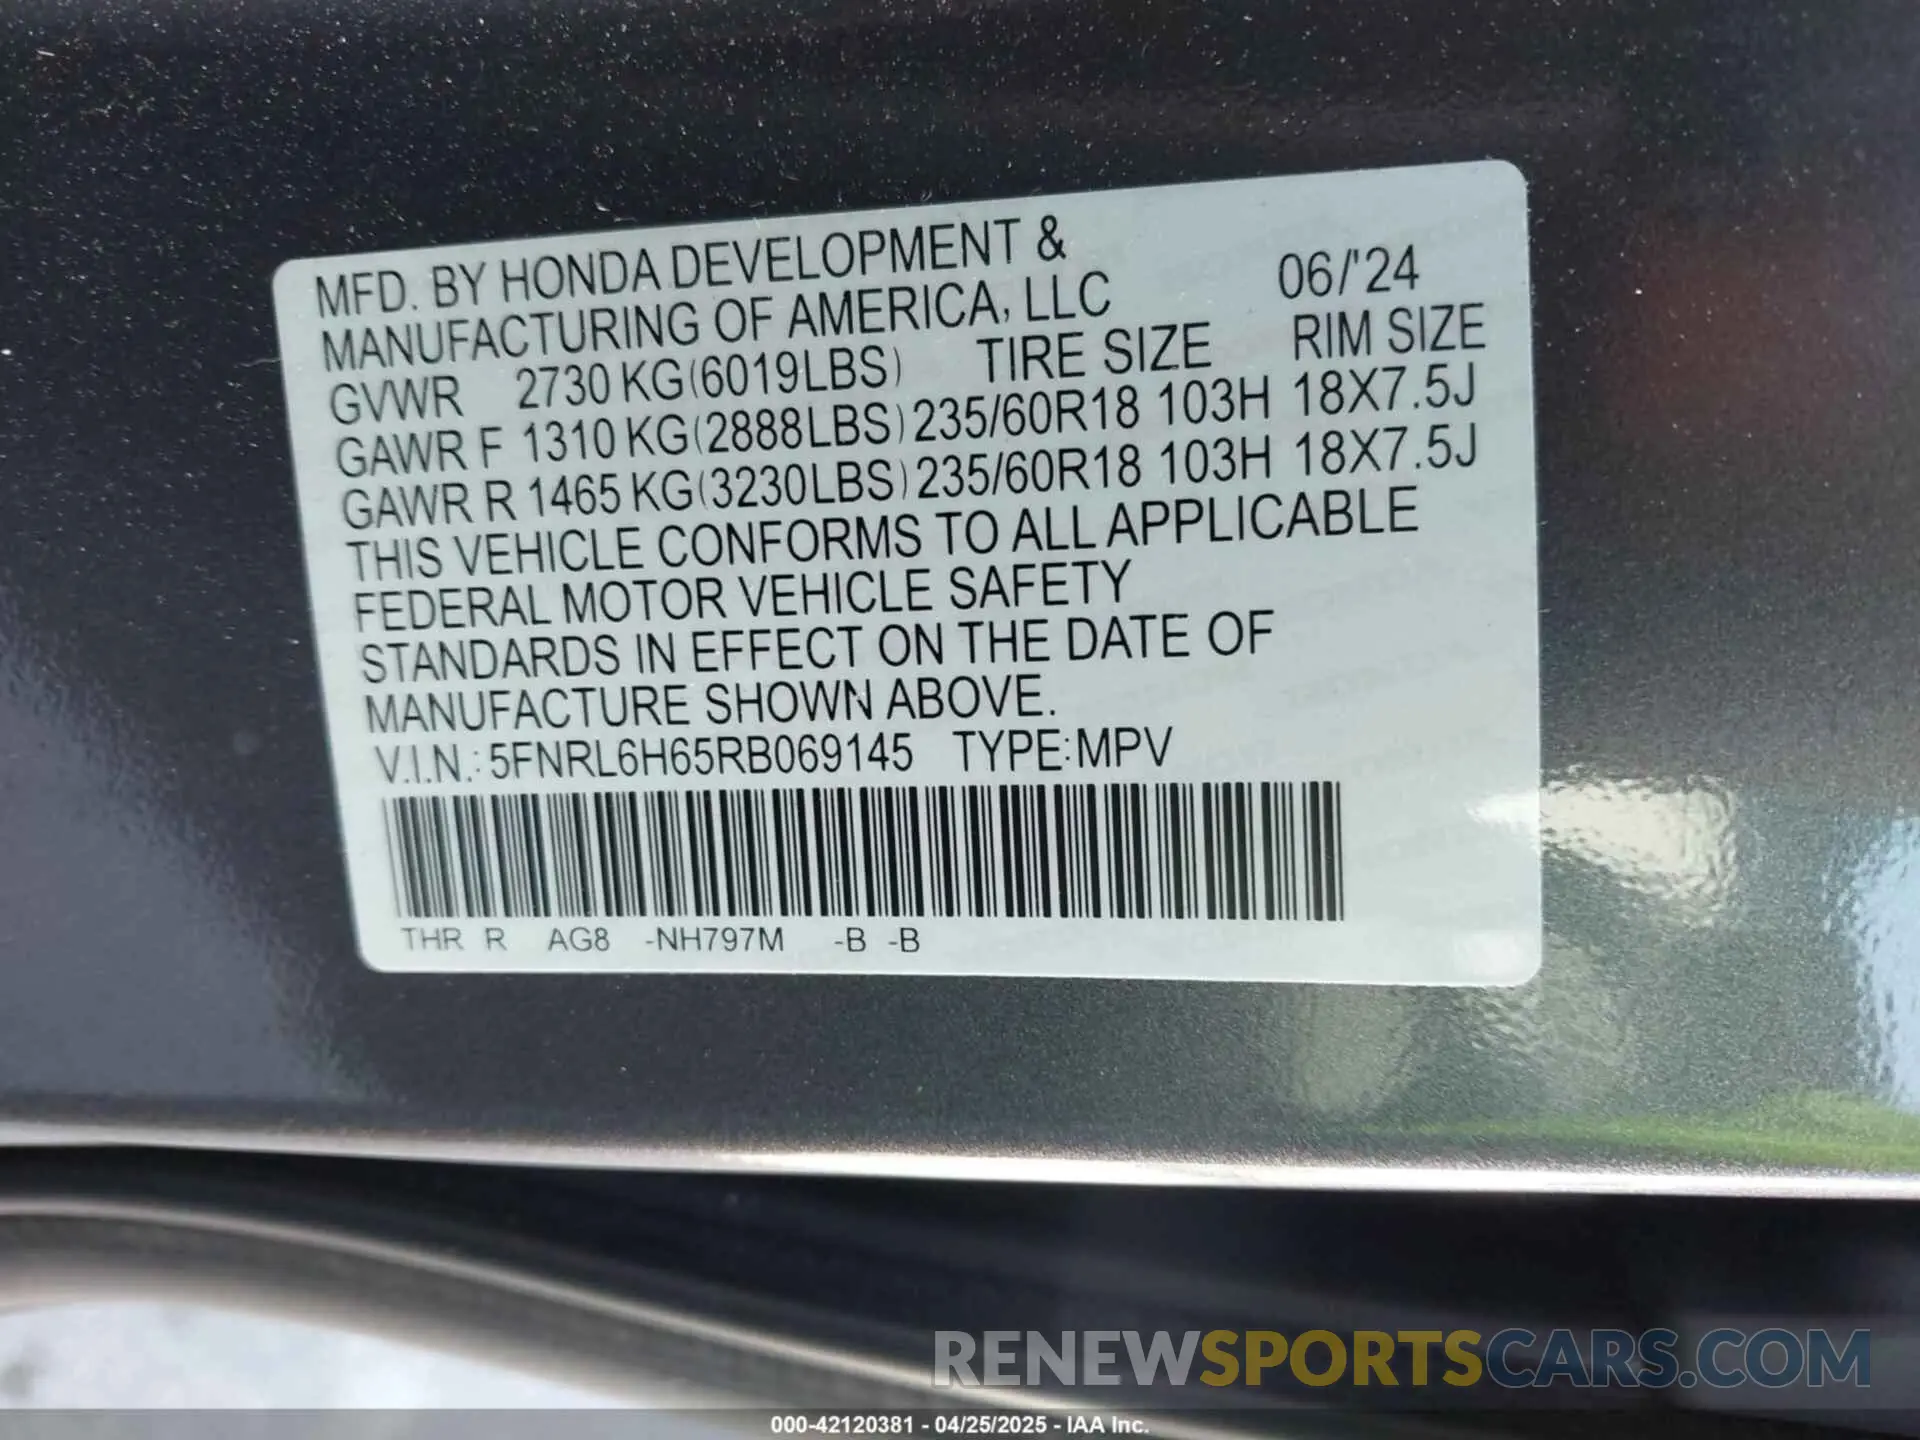 MFD. BY HONDA DEVELOPMENT &
MANUFACTURING OF AMERICA, LLC 06/'24
GVWR 2730 KG(6019LBS) TIRE SIZE RIM SIZE
GAWR F 1310 KG(2888LBS) 235/60R18 103H 18X7.5J
GAWR R 1465 KG(3230LBS) 235/60R18 103H 18X7.5J
THIS VEHICLE CONFORMS TO ALL APPLICABLE
FEDERAL MOTOR VEHICLE SAFETY
STANDARDS IN EFFECT ON THE DATE OF
MANUFACTURE SHOWN ABOVE.
V.I.N.: 5FNRL6H65RB069145 TYPE:MPV
THR R AG8 -NH797M -B -B
RENEWSPORTSCARS.COM
000-42120381 - 04/25/2025 - IAA Inc.